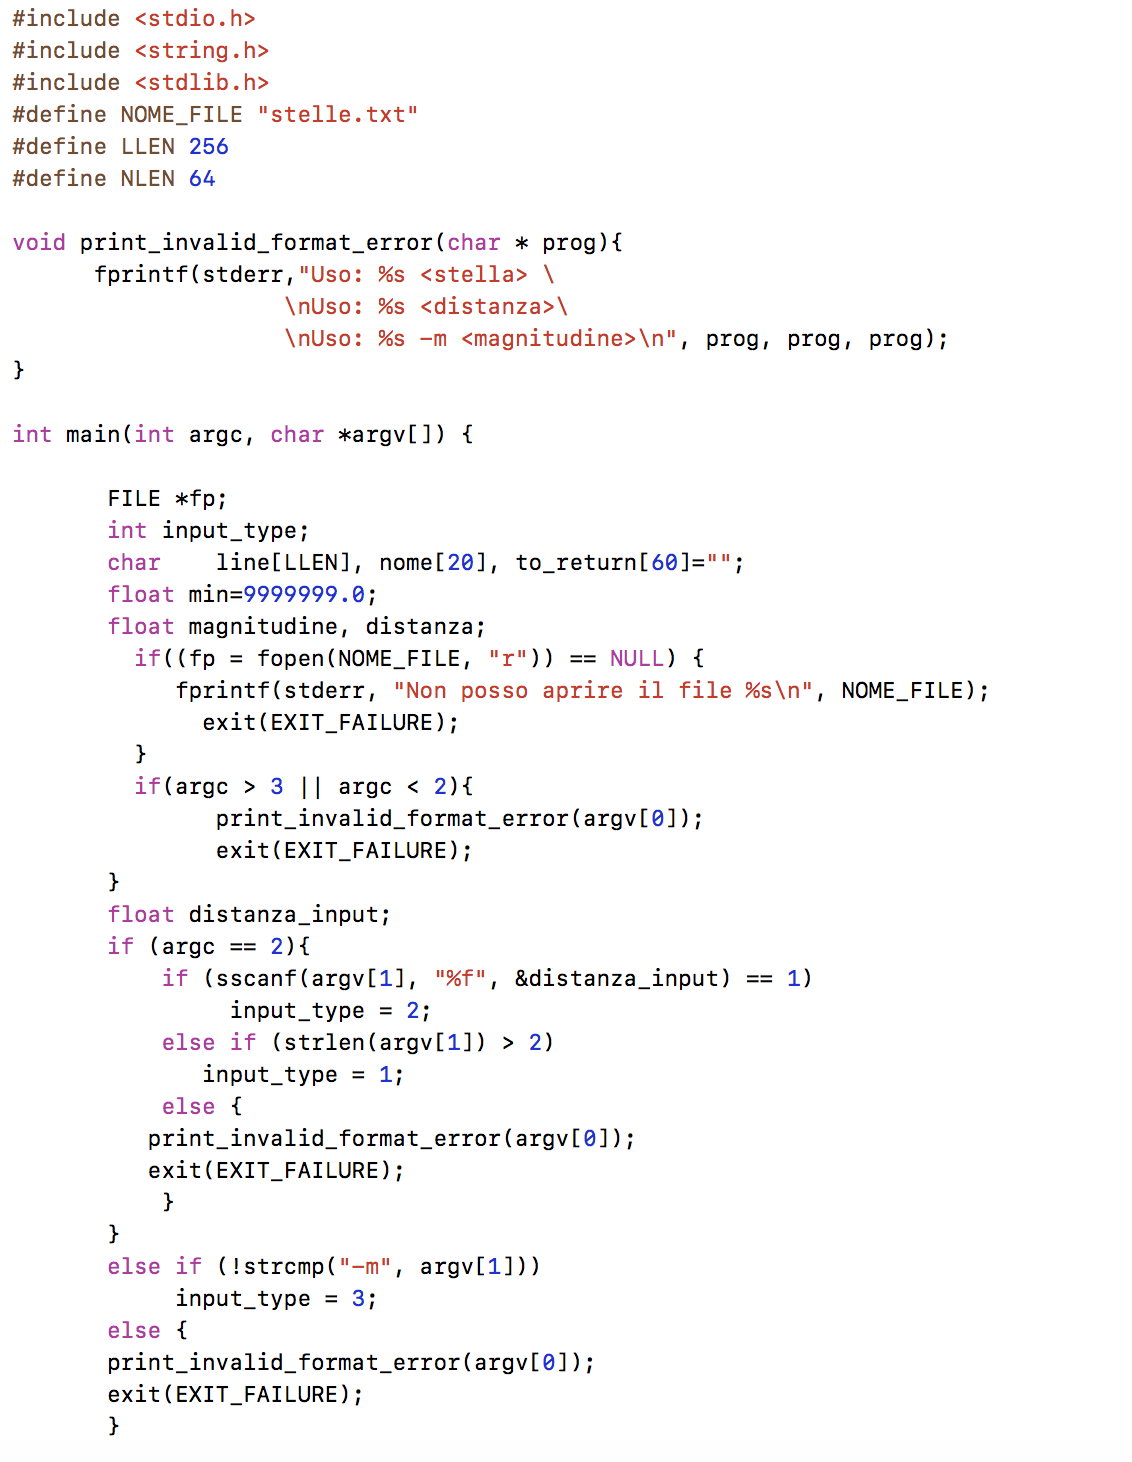 #include <stdio.h>
#include <string.h>
#include <stdlib.h>
#define NOME_FILE "stelle.txt"
#define LLEN 256
#define NLEN 64

void print_invalid_format_error(char * prog){
      fprintf(stderr,"Uso: %s <stella> \
                    \nUso: %s <distanza>\
                    \nUso: %s -m <magnitudine>\n", prog, prog, prog);
}

int main(int argc, char *argv[]) {

       FILE *fp;
       int input_type;
       char    line[LLEN], nome[20], to_return[60]="";
       float min=9999999.0;
       float magnitudine, distanza;
         if((fp = fopen(NOME_FILE, "r")) == NULL) {
            fprintf(stderr, "Non posso aprire il file %s\n", NOME_FILE);
              exit(EXIT_FAILURE);
         }
         if(argc > 3 || argc < 2){
               print_invalid_format_error(argv[0]);
               exit(EXIT_FAILURE);
       }
       float distanza_input;
       if (argc == 2){
           if (sscanf(argv[1], "%f", &distanza_input) == 1)
                input_type = 2;
           else if (strlen(argv[1]) > 2)
              input_type = 1;
           else {
          print_invalid_format_error(argv[0]);
          exit(EXIT_FAILURE);
           }
       }
       else if (!strcmp("-m", argv[1]))
            input_type = 3;
       else {
       print_invalid_format_error(argv[0]);
       exit(EXIT_FAILURE);
       }